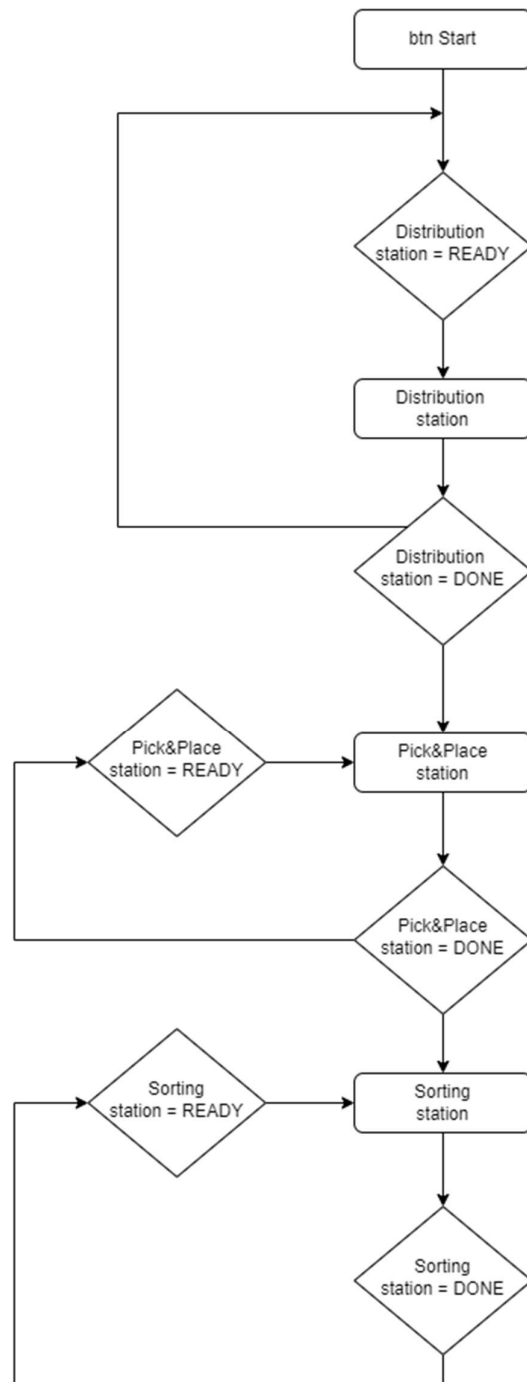 btn Start
Distribution
station = READY
Distribution
station
Distribution
station = DONE
Pick&Place
station = READY
Pick&Place
station
Pick&Place
station = DONE
Sorting
station = READY
Sorting
station
Sorting
station = DONE